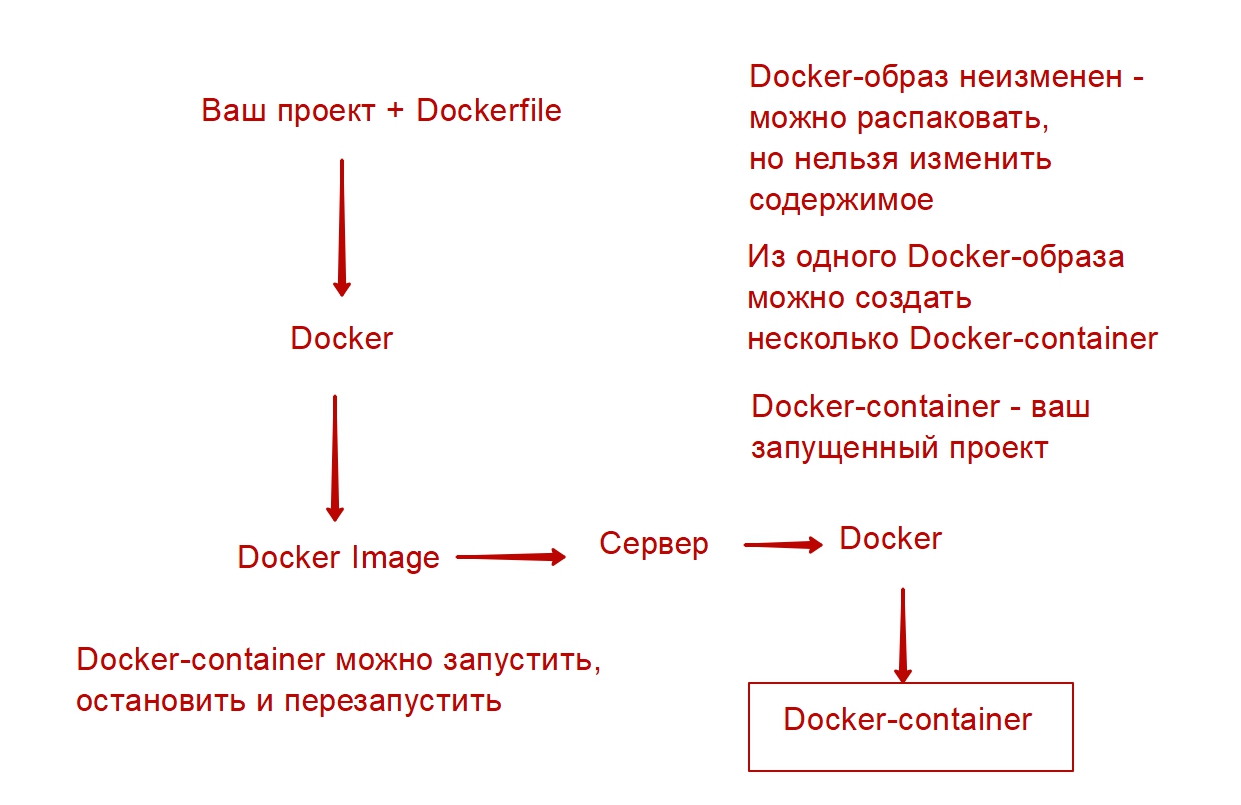 Ваш проект + Dockerfile
Docker
Docker Image
Сервер
Docker
Docker-container
Docker-образ неизменен -
можно распаковать,
но нельзя изменить
содержимое
Из одного Docker-образа
можно создать
несколько Docker-container
Docker-container - ваш
запущенный проект
Docker-container можно запустить,
остановить и перезапустить